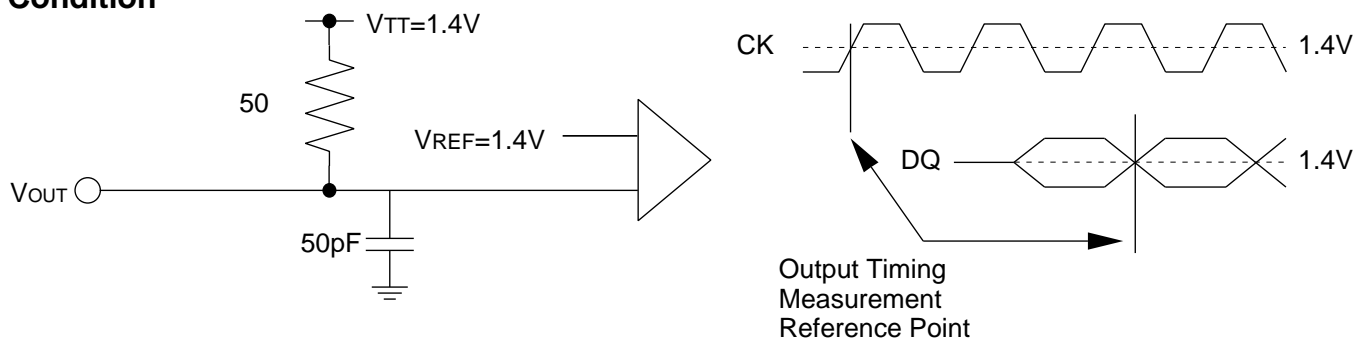 Condition
VTT=1.4V
50
VREF=1.4V
VOUT
50pF
CK
1.4V
DQ
1.4V
Output Timing
Measurement
Reference Point